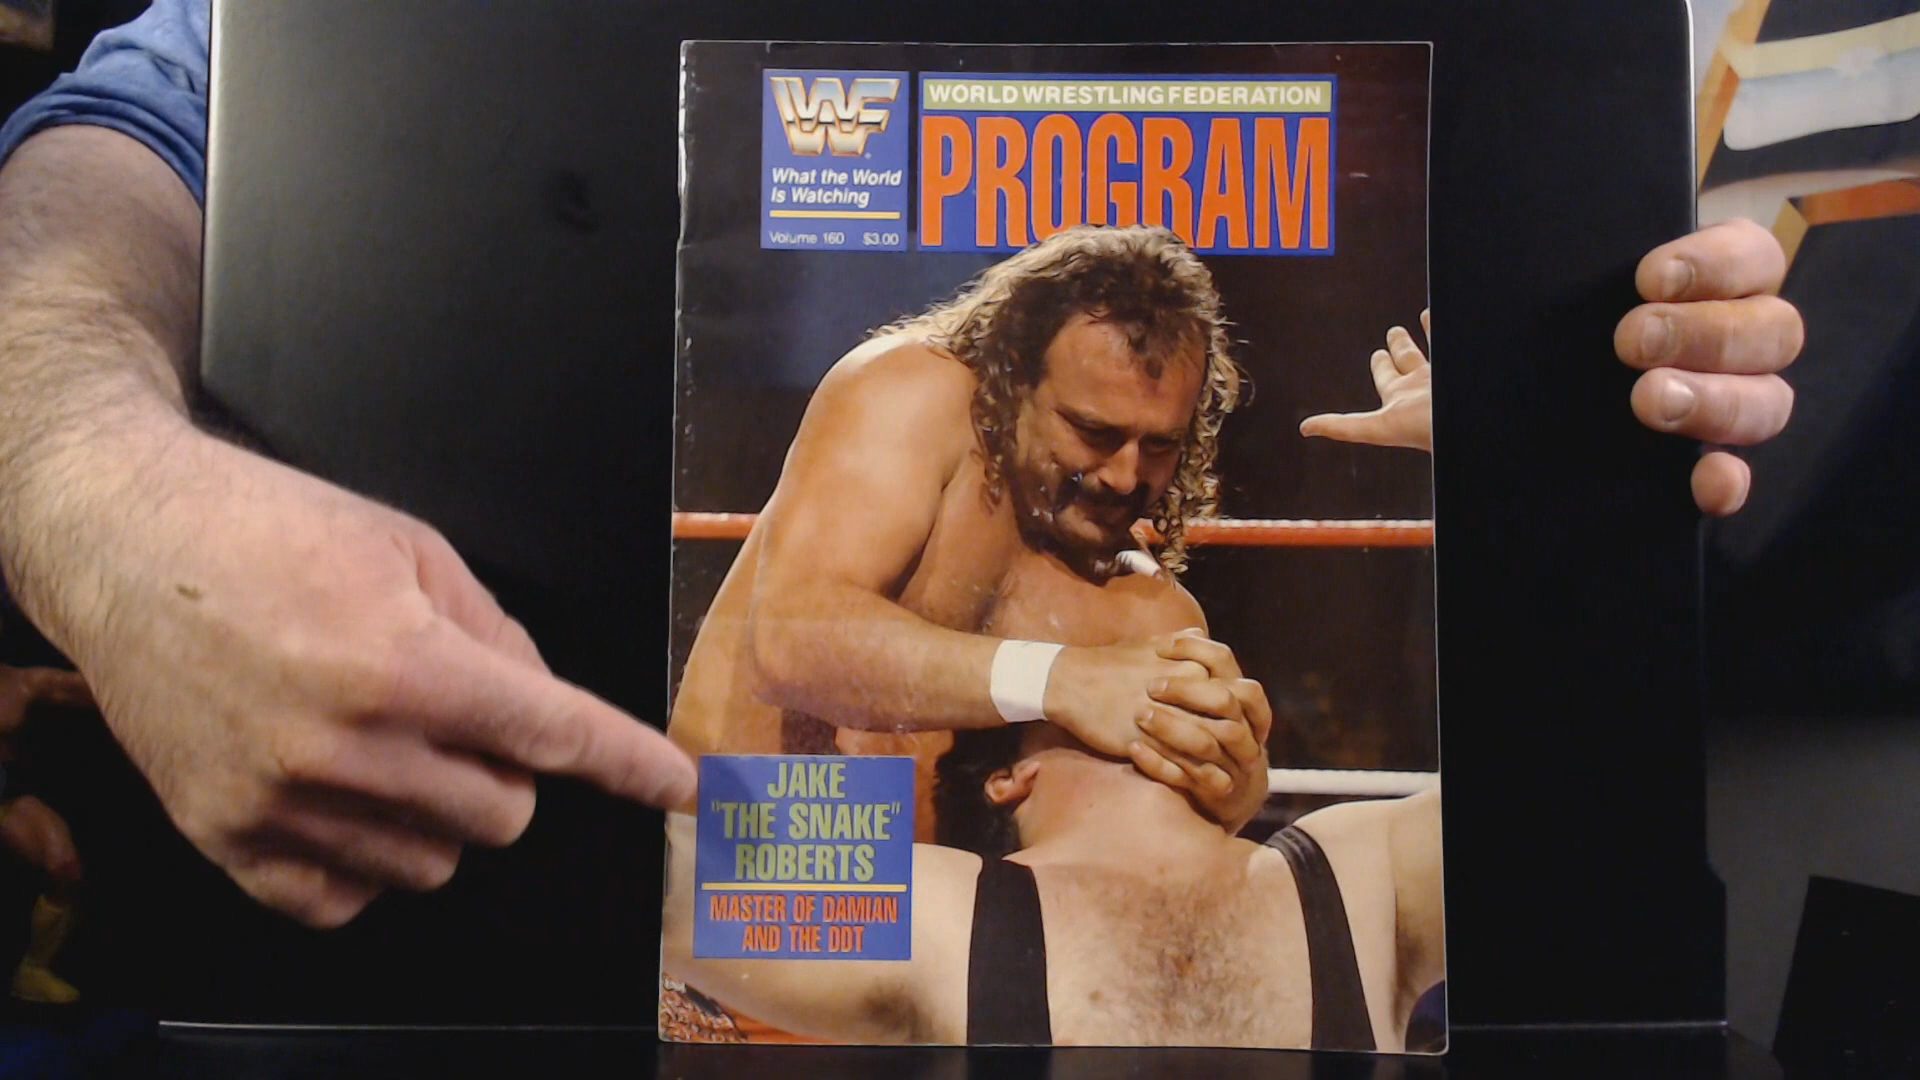 WF
What the World
Is Watching
Volume 160 $3.00
WORLD WRESTLING FEDERATION
PROGRAM
JAKE
"THE SNAKE"
ROBERTS
MASTER OF DAMIAN
AND THE DDT